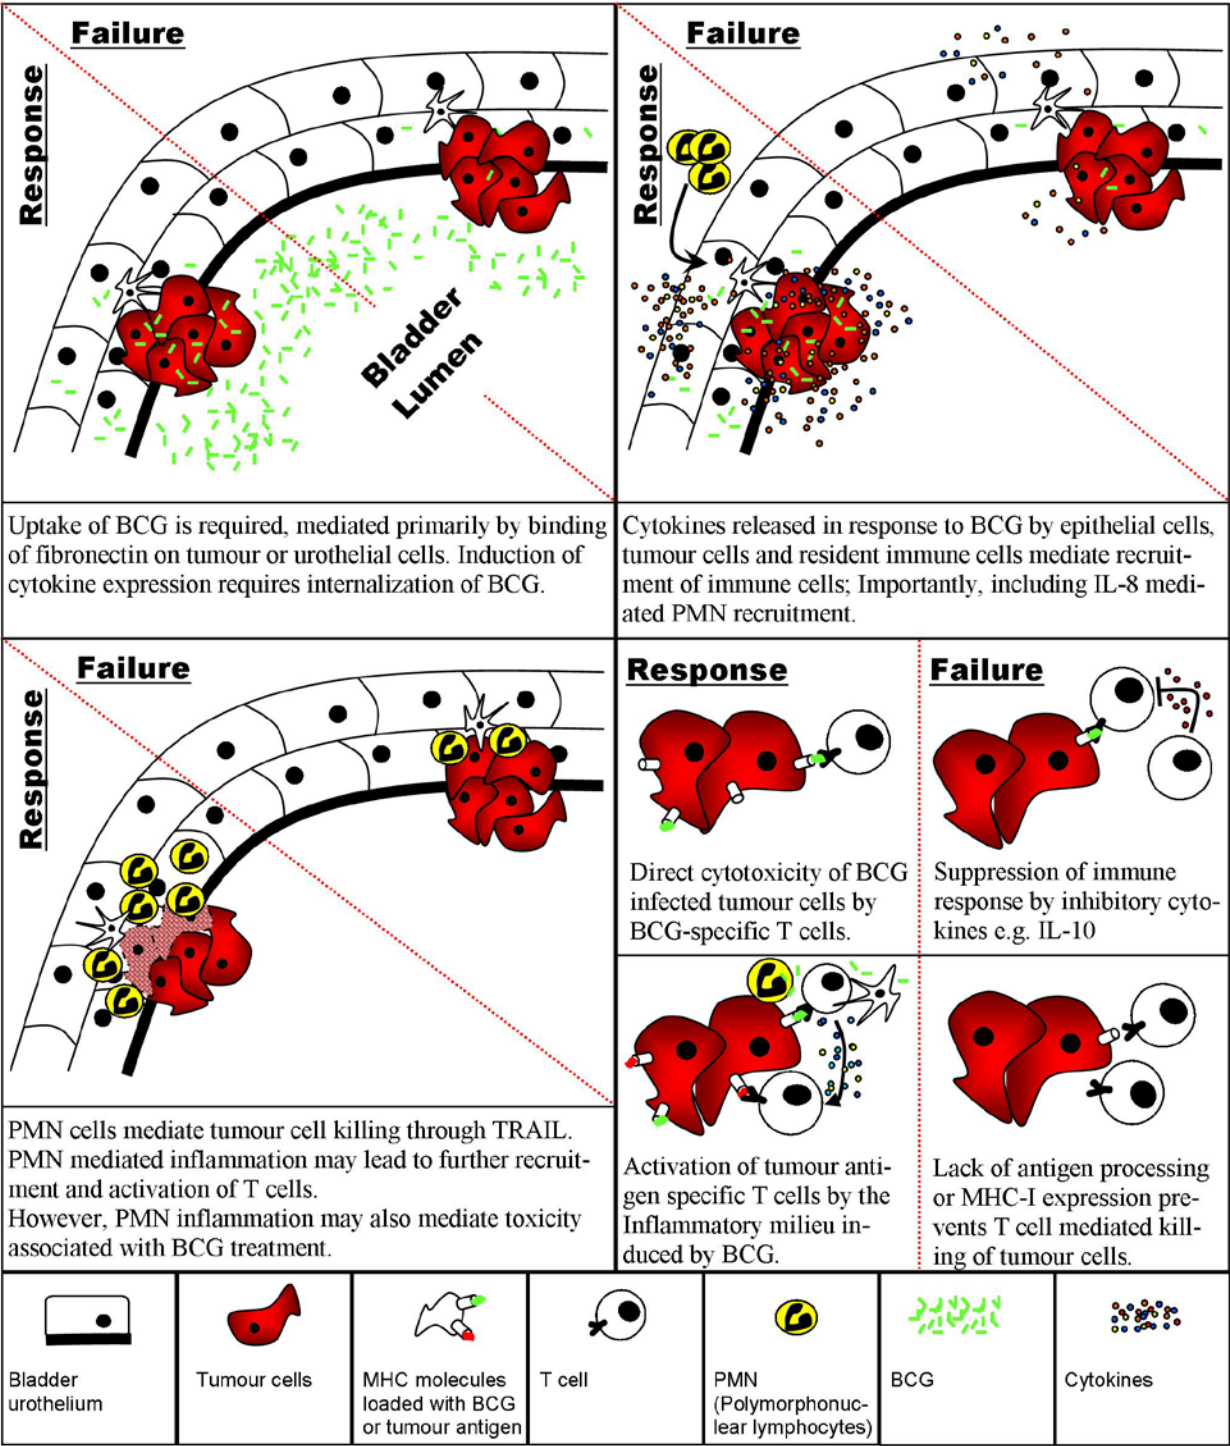 Failure
Response
Bladder
Lumen
Uptake of BCG is required, mediated primarily by binding
of fibronectin on tumour or urothelial cells. Induction of
cytokine expression requires internalization of BCG.
Failure
Response
Cytokines released in response to BCG by epithelial cells,
tumour cells and resident immune cells mediate recruit-
ment of immune cells; Importantly, including IL-8 medi-
ated PMN recruitment.
Failure
Response
PMN cells mediate tumour cell killing through TRAIL.
PMN mediated inflammation may lead to further recruit-
ment and activation of T cells.
However, PMN inflammation may also mediate toxicity
associated with BCG treatment.
Response
Direct cytotoxicity of BCG
infected tumour cells by
BCG-specific T cells.
Failure
Suppression of immune
response by inhibitory cyto-
kines e.g. IL-10
Activation of tumour anti-
gen specific T cells by the
Inflammatory milieu in-
duced by BCG.
Lack of antigen processing
or MHC-I expression pre-
vents T cell mediated kill-
ing of tumour cells.
Bladder
urothelium
Tumour cells
MHC molecules
loaded with BCG
or tumour antigen
T cell
PMN
(Polymorphonuc-
lear lymphocytes)
BCG
Cytokines